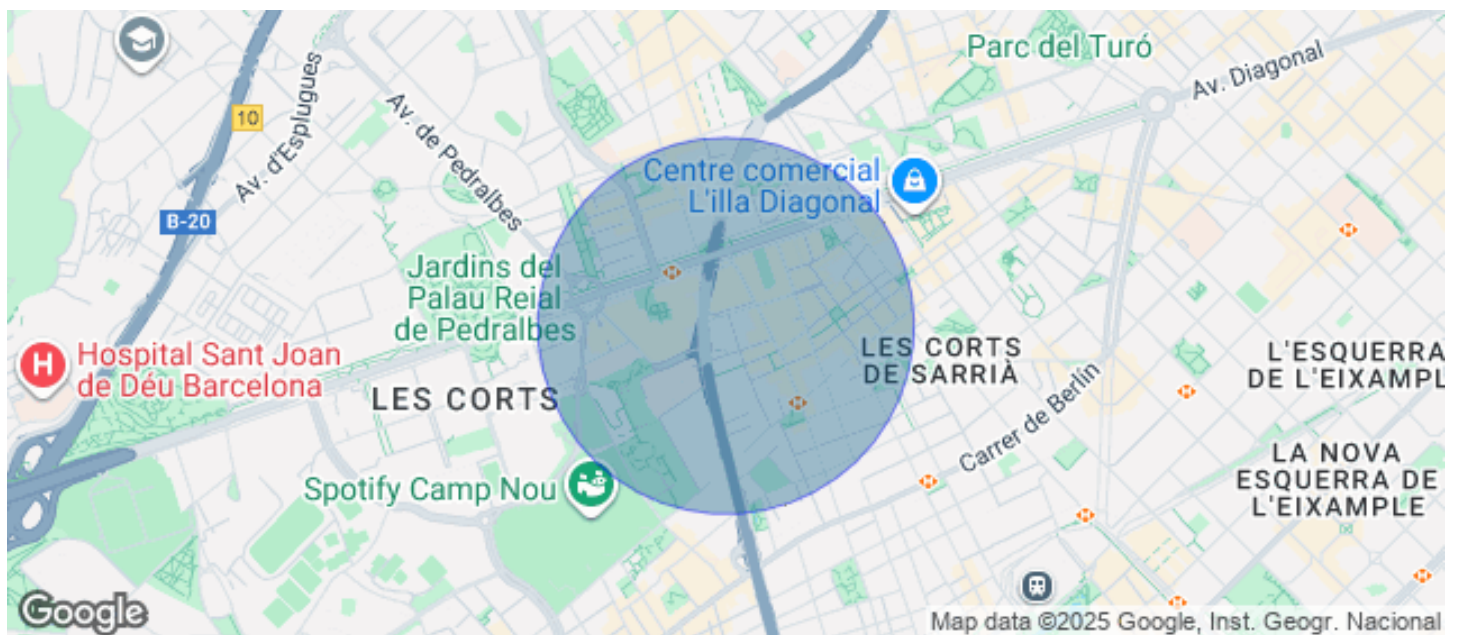 Parc del Turó
Av. Diagonal
10
Av. d'Esplugues
Av. de Pedralbes
Centre comercial
L'illa Diagonal
B-20
Jardins del
Palau Reial
de Pedralbes
H
Hospital Sant Joan
de Déu Barcelona
LES CORTS
LES CORTS
DE SARRIÀ
L'ESQUERRA
DE L'EIXAMPL
Carrer de Berlín
Spotify Camp Nou
LA NOVA
ESQUERRA DE
L'EIXAMPLE
Google
Map data ©2025 Google, Inst. Geogr. Nacional